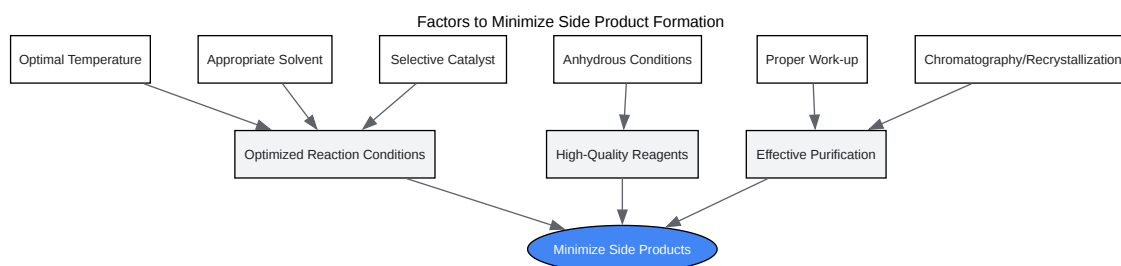 Factors to Minimize Side Product Formation
Optimal Temperature
Appropriate Solvent
Selective Catalyst
Anhydrous Conditions
Proper Work-up
Chromatography/Recrystallization
Optimized Reaction Conditions
High-Quality Reagents
Effective Purification
Minimize Side Products